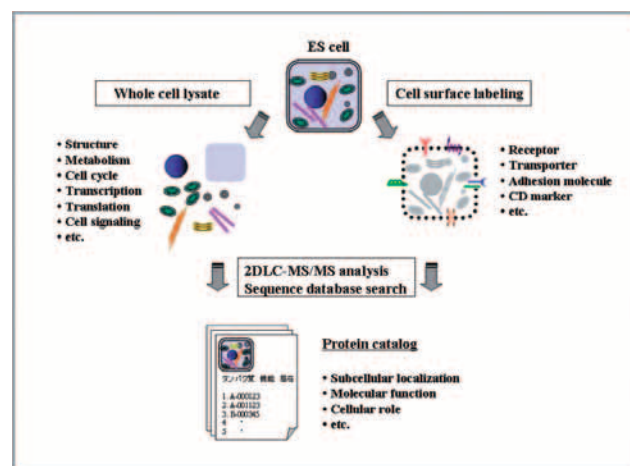 ES cell
Whole cell lysate
Cell surface labeling
• Structure
• Metabolism
• Cell cycle
• Transcription
• Translation
• Cell signaling
• etc.
• Receptor
• Transporter
• Adhesion molecule
• CD marker
• etc.
2DLC-MS/MS analysis
Sequence database search
Protein catalog
• Subcellular localization
• Molecular function
• Cellular role
• etc.
タンパク質 機能 局在
1. A-000123
2. A-001123
3. B-000345
4
5